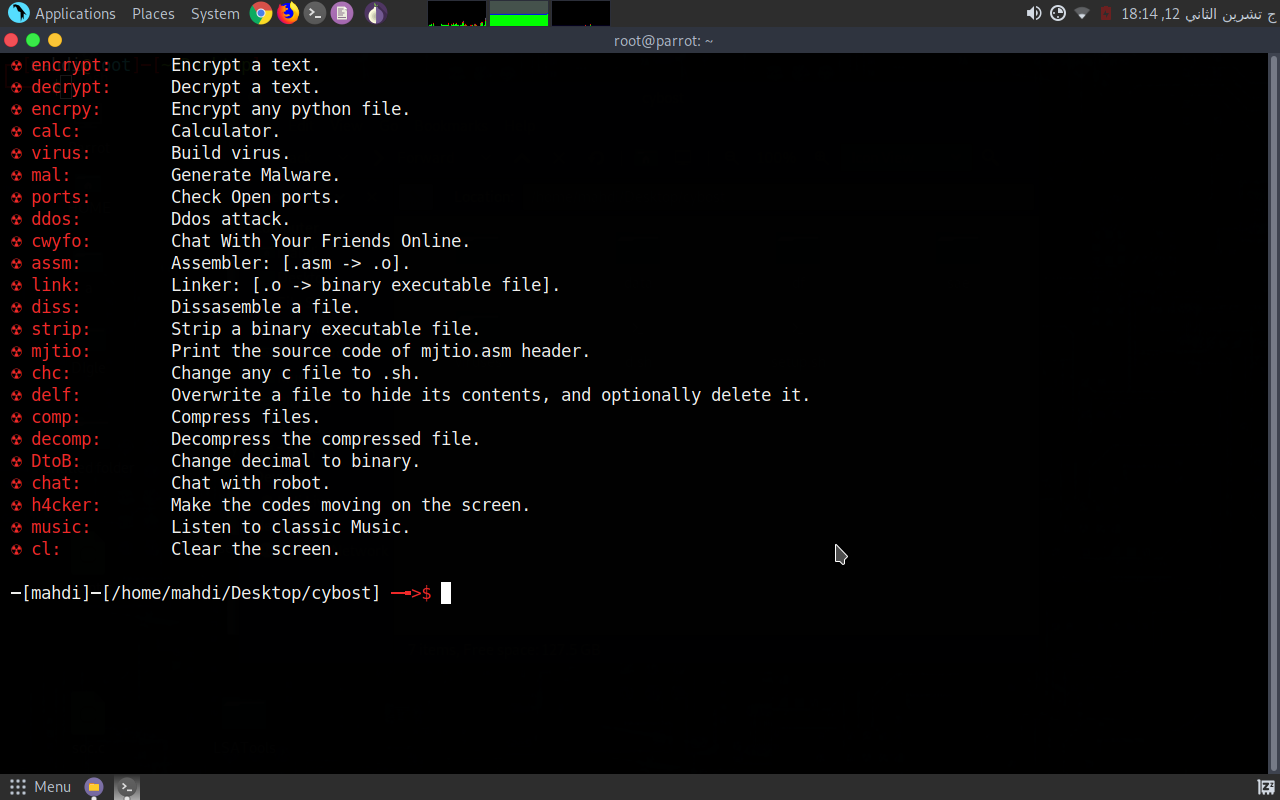 Applications Places System ج تشرين الثاني 12, 18:14
root@parrot: ~
encrypt: Encrypt a text.
decrypt: Decrypt a text.
encrpy: Encrypt any python file.
calc: Calculator.
virus: Build virus.
mal: Generate Malware.
ports: Check Open ports.
ddos: Ddos attack.
cwyfo: Chat With Your Friends Online.
assm: Assembler: [.asm -> .o].
link: Linker: [.o -> binary executable file].
diss: Dissasemble a file.
strip: Strip a binary executable file.
mjtio: Print the source code of mjtio.asm header.
chc: Change any c file to .sh.
delf: Overwrite a file to hide its contents, and optionally delete it.
comp: Compress files.
decomp: Decompress the compressed file.
DtoB: Change decimal to binary.
chat: Chat with robot.
h4cker: Make the codes moving on the screen.
music: Listen to classic Music.
cl: Clear the screen.
─[mahdi]─[/home/mahdi/Desktop/cybost] ─╼>$
Menu